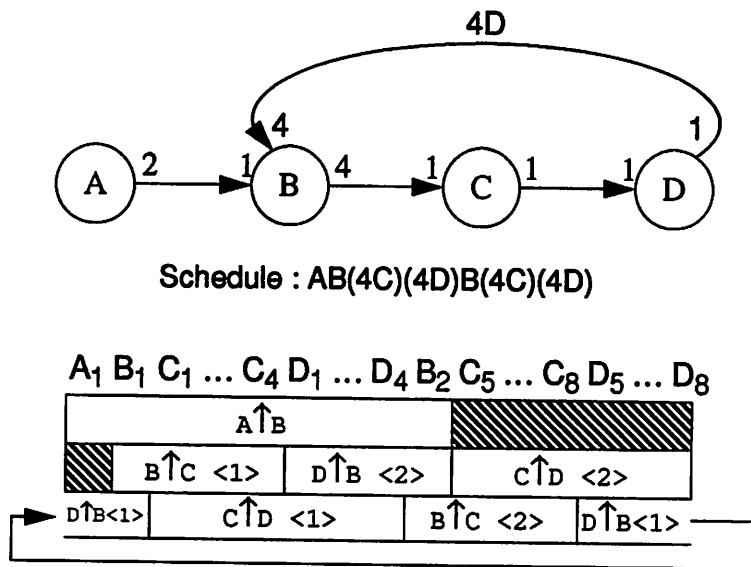 4D
4 1
A 2 1 B 4 1 C 1 1 D
Schedule : AB(4C)(4D)B(4C)(4D)
A₁ B₁ C₁ ... C₄ D₁ ... D₄ B₂ C₅ ... C₈ D₅ ... D₈
A↑B
B↑C <1> D↑B <2> C↑D <2>
D↑B<1> C↑D <1> B↑C <2> D↑B<1>